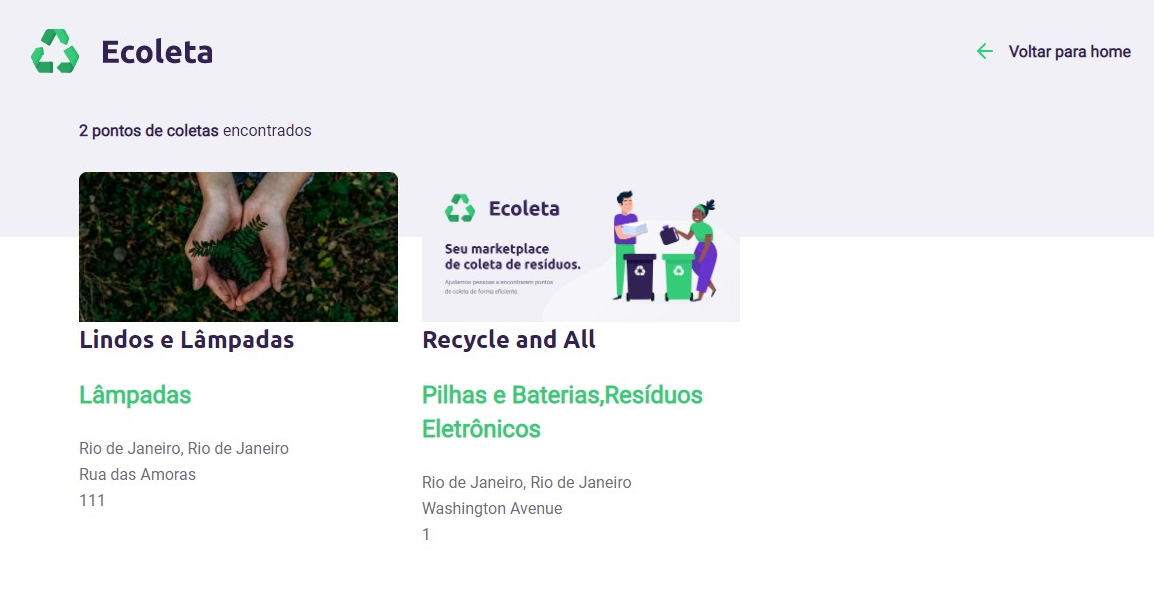 Ecoleta
Voltar para home
2 pontos de coletas encontrados
Ecoleta
Seu marketplace
de coleta de resíduos.
Ajudamos pessoas a encontrarem pontos
de coleta de forma eficiente.
Lindos e Lâmpadas
Lâmpadas
Rio de Janeiro, Rio de Janeiro
Rua das Amoras
111
Recycle and All
Pilhas e Baterias,Resíduos
Eletrônicos
Rio de Janeiro, Rio de Janeiro
Washington Avenue
1